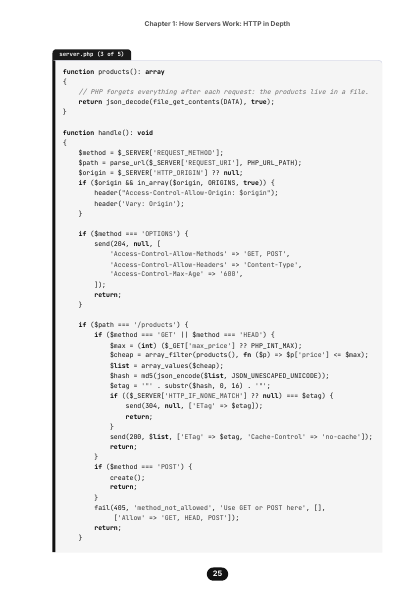 Chapter 1: How Servers Work: HTTP in Depth
server.php (3 of 5)
function products(): array
{
    // PHP forgets everything after each request: the products live in a file.
    return json_decode(file_get_contents(DATA), true);
}

function handle(): void
{
    $method = $_SERVER['REQUEST_METHOD'];
    $path = parse_url($_SERVER['REQUEST_URI'], PHP_URL_PATH);
    $origin = $_SERVER['HTTP_ORIGIN'] ?? null;
    if ($origin && in_array($origin, ORIGINS, true)) {
        header("Access-Control-Allow-Origin: $origin");
        header('Vary: Origin');
    }

    if ($method === 'OPTIONS') {
        send(204, null, [
            'Access-Control-Allow-Methods' => 'GET, POST',
            'Access-Control-Allow-Headers' => 'Content-Type',
            'Access-Control-Max-Age' => '600',
        ]);
        return;
    }

    if ($path === '/products') {
        if ($method === 'GET' || $method === 'HEAD') {
            $max = (int) ($_GET['max_price'] ?? PHP_INT_MAX);
            $cheap = array_filter(products(), fn ($p) => $p['price'] <= $max);
            $list = array_values($cheap);
            $hash = md5(json_encode($list, JSON_UNESCAPED_UNICODE));
            $etag = '"' . substr($hash, 0, 16) . '"';
            if (($_SERVER['HTTP_IF_NONE_MATCH'] ?? null) === $etag) {
                send(304, null, ['ETag' => $etag]);
                return;
            }
            send(200, $list, ['ETag' => $etag, 'Cache-Control' => 'no-cache']);
            return;
        }
        if ($method === 'POST') {
            create();
            return;
        }
        fail(405, 'method_not_allowed', 'Use GET or POST here', [],
             ['Allow' => 'GET, HEAD, POST']);
        return;
    }
25